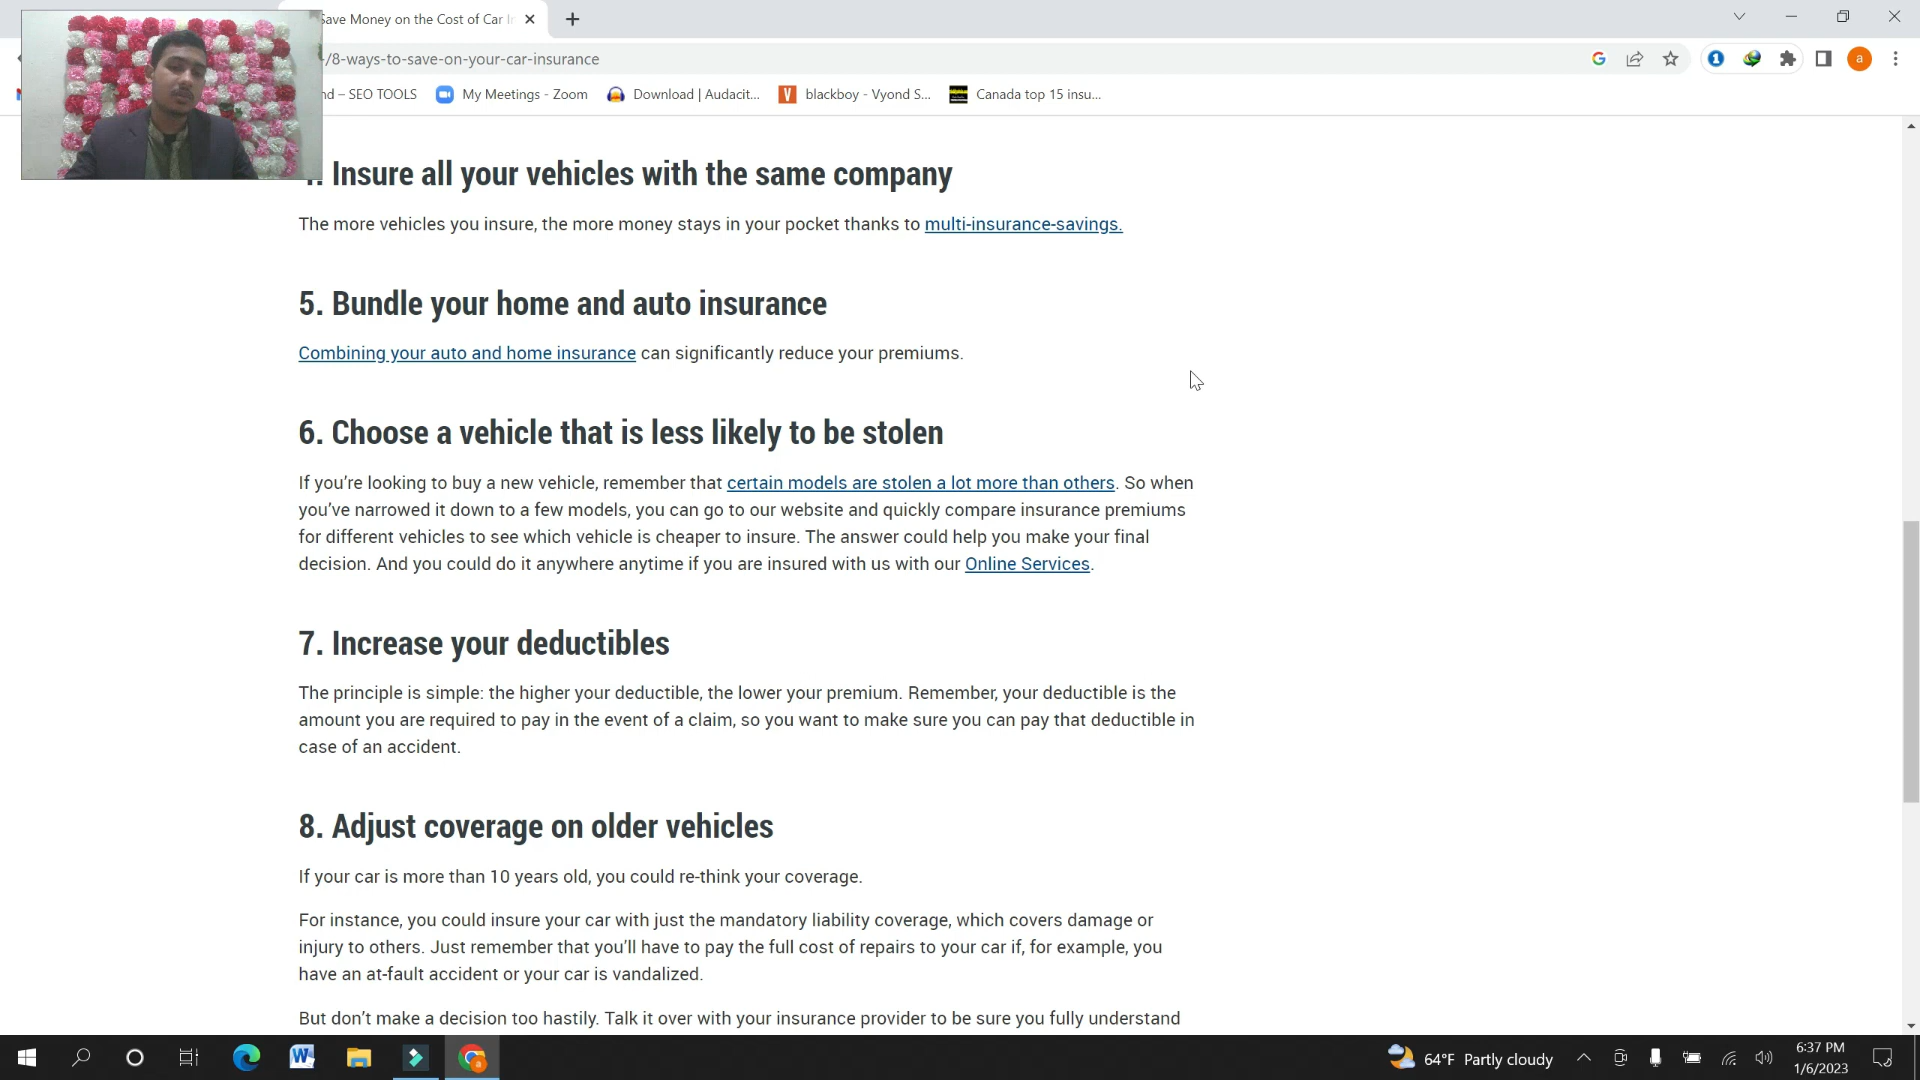 Save Money on the Cost of Car In
/8-ways-to-save-on-your-car-insurance
a
nd – SEO TOOLS
My Meetings - Zoom
Download | Audacit...
blackboy - Vyond S...
Canada top 15 insu...
Insure all your vehicles with the same company
The more vehicles you insure, the more money stays in your pocket thanks to multi-insurance-savings.
5. Bundle your home and auto insurance
Combining your auto and home insurance can significantly reduce your premiums.
6. Choose a vehicle that is less likely to be stolen
If you're looking to buy a new vehicle, remember that certain models are stolen a lot more than others. So when
you've narrowed it down to a few models, you can go to our website and quickly compare insurance premiums
for different vehicles to see which vehicle is cheaper to insure. The answer could help you make your final
decision. And you could do it anywhere anytime if you are insured with us with our Online Services.
7. Increase your deductibles
The principle is simple: the higher your deductible, the lower your premium. Remember, your deductible is the
amount you are required to pay in the event of a claim, so you want to make sure you can pay that deductible in
case of an accident.
8. Adjust coverage on older vehicles
If your car is more than 10 years old, you could re-think your coverage.
For instance, you could insure your car with just the mandatory liability coverage, which covers damage or
injury to others. Just remember that you'll have to pay the full cost of repairs to your car if, for example, you
have an at-fault accident or your car is vandalized.
But don't make a decision too hastily. Talk it over with your insurance provider to be sure you fully understand
64°F Partly cloudy
6:37 PM
1/6/2023